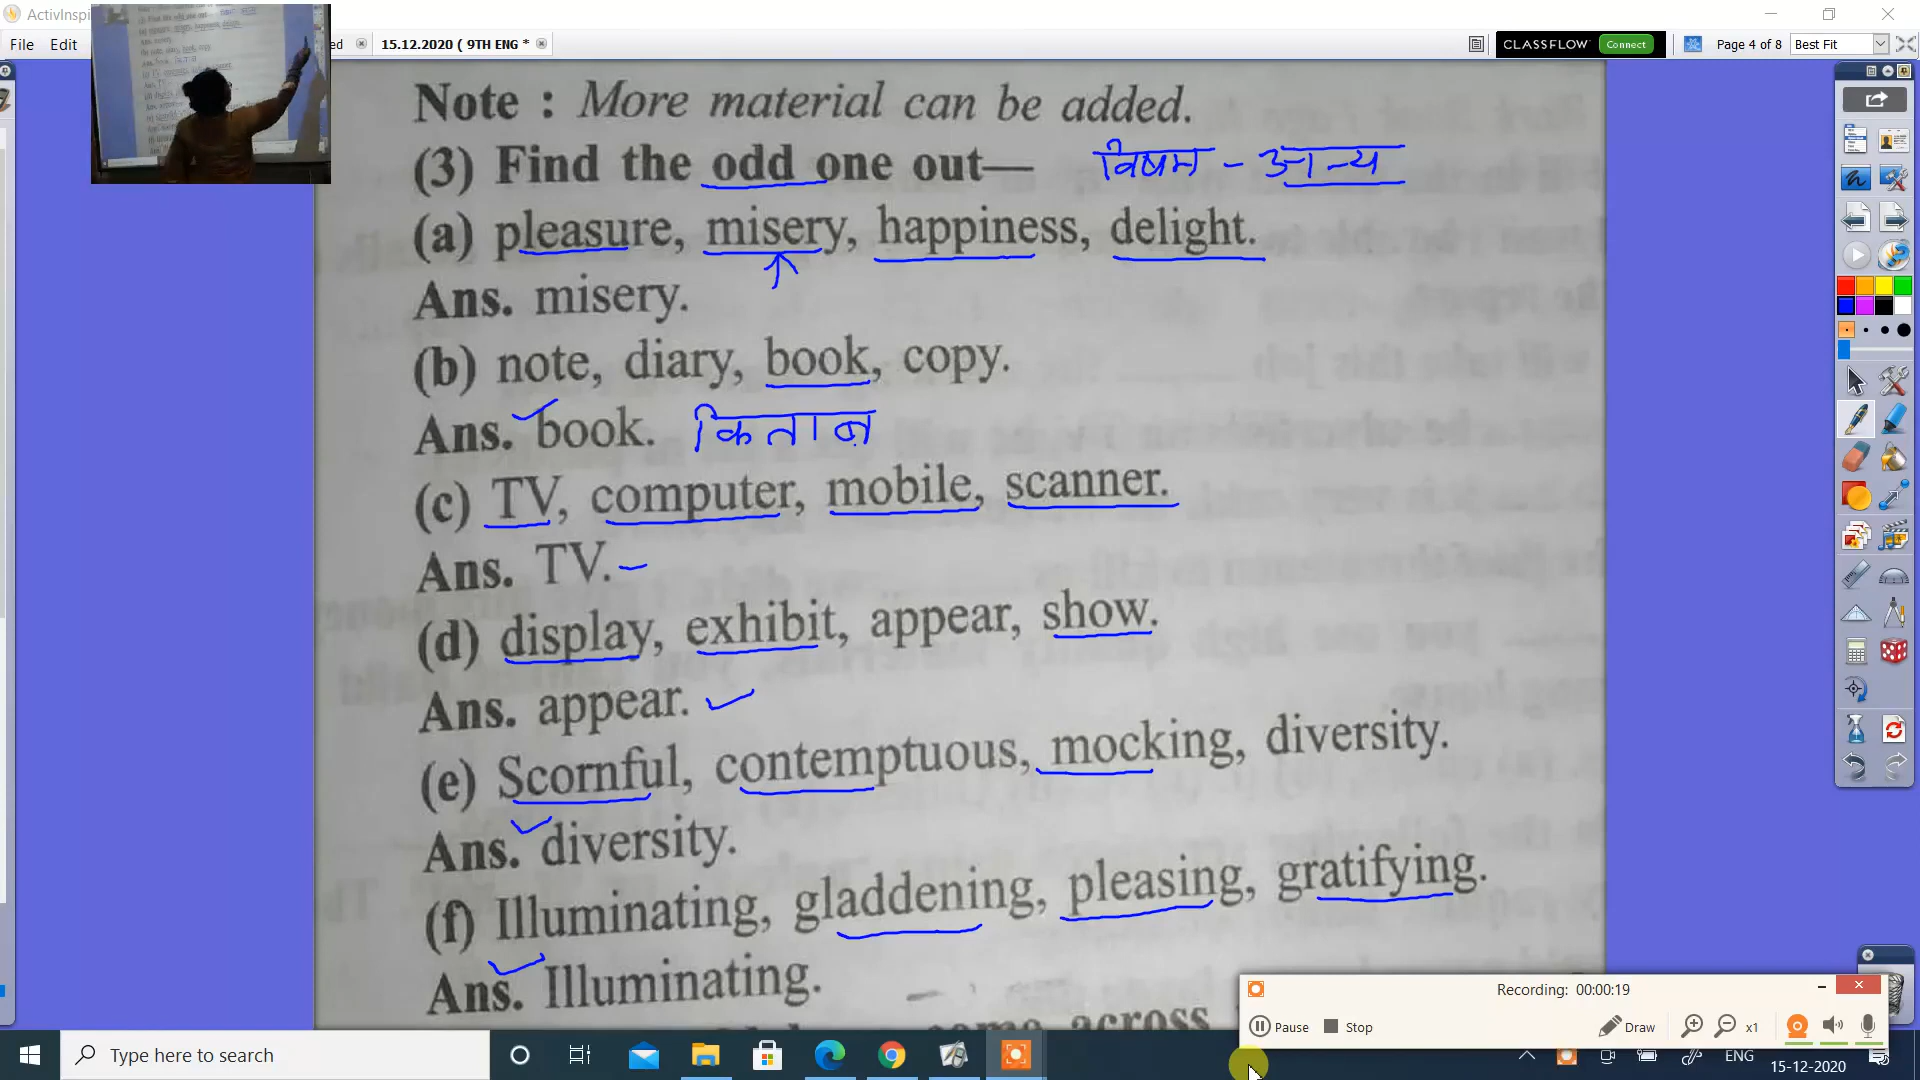 ActivInspi
File Edit
ed
15.12.2020 ( 9TH ENG *
CLASSFLOW Connect
Page 4 of 8 Best Fit
Note : More material can be added.
(3) Find the odd one out— विषम - अन्य
(a) pleasure, misery, happiness, delight.
Ans. misery.
(b) note, diary, book, copy.
Ans. book. किताब
(c) TV, computer, mobile, scanner.
Ans. TV.
(d) display, exhibit, appear, show.
Ans. appear.
(e) Scornful, contemptuous, mocking, diversity.
Ans. diversity.
(f) Illuminating, gladdening, pleasing, gratifying.
Ans. Illuminating.
come across
Recording: 00:00:19
Pause Stop Draw x1
Type here to search
ENG
15-12-2020